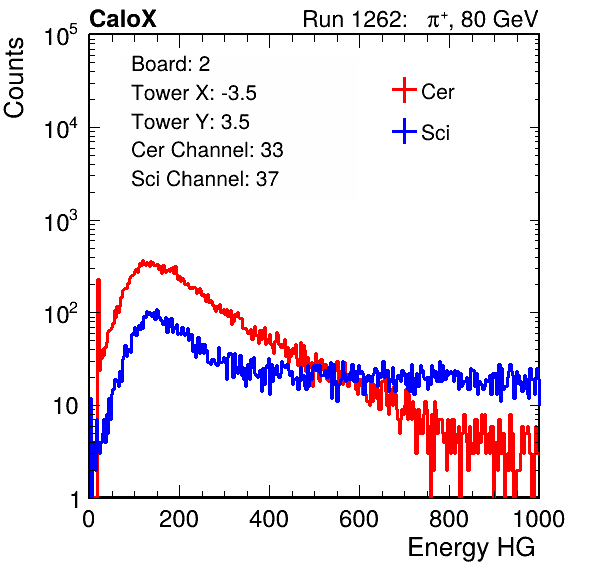 CaloX Run 1262: π⁺, 80 GeV
Counts
10⁵
10⁴
10³
10²
10
1
Board: 2
Tower X: -3.5
Tower Y: 3.5
Cer Channel: 33
Sci Channel: 37
Cer
Sci
0 200 400 600 800 1000
Energy HG